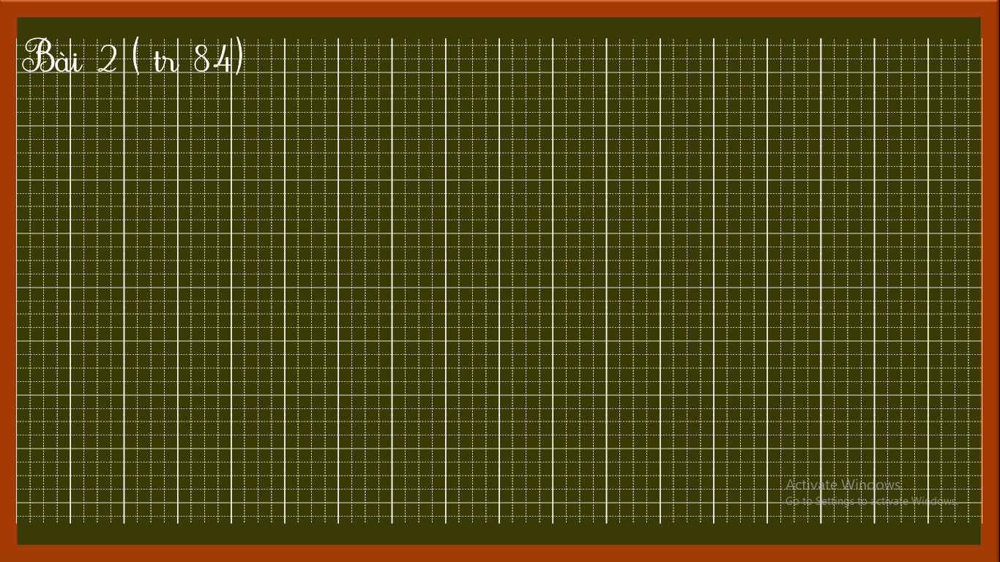 Bài 2 ( tr 84)
Activate Windows
Go to Settings to activate Windows.